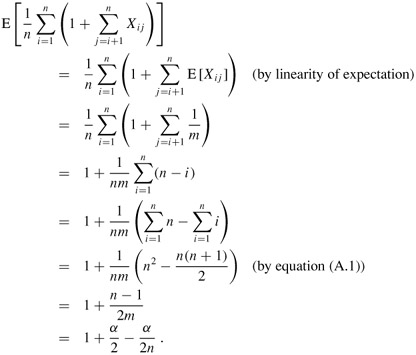 E[1/n ∑_{i=1}^{n} (1 + ∑_{j=i+1}^{n} X_{ij})]
= 1/n ∑_{i=1}^{n} (1 + ∑_{j=i+1}^{n} E[X_{ij}]) (by linearity of expectation)
= 1/n ∑_{i=1}^{n} (1 + ∑_{j=i+1}^{n} 1/m)
= 1 + 1/nm ∑_{i=1}^{n} (n − i)
= 1 + 1/nm (∑_{i=1}^{n} n − ∑_{i=1}^{n} i)
= 1 + 1/nm (n² − n(n + 1)/2) (by equation (A.1))
= 1 + n − 1/2m
= 1 + α/2 − α/2n .